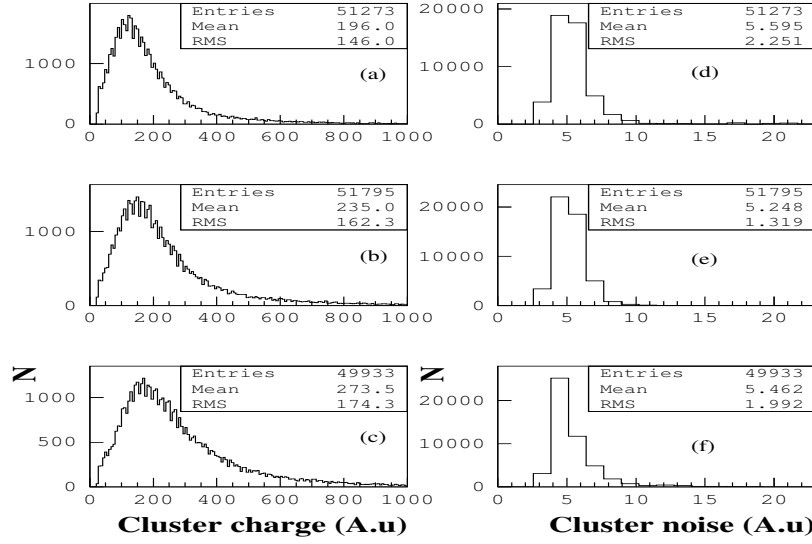 Entries 51273
Mean 196.0
RMS 146.0
(a)
1000
0
0 200 400 600 800 1000
Entries 51273
Mean 5.595
RMS 2.251
(d)
20000
10000
0
0 5 10 15 20
Entries 51795
Mean 235.0
RMS 162.3
(b)
1000
0
0 200 400 600 800 1000
Entries 51795
Mean 5.248
RMS 1.319
(e)
20000
10000
0
0 5 10 15 20
N
Entries 49933
Mean 273.5
RMS 174.3
(c)
1000
500
0
0 200 400 600 800 1000
Cluster charge (A.u)
N
Entries 49933
Mean 5.462
RMS 1.992
(f)
20000
10000
0
0 5 10 15 20
Cluster noise (A.u)